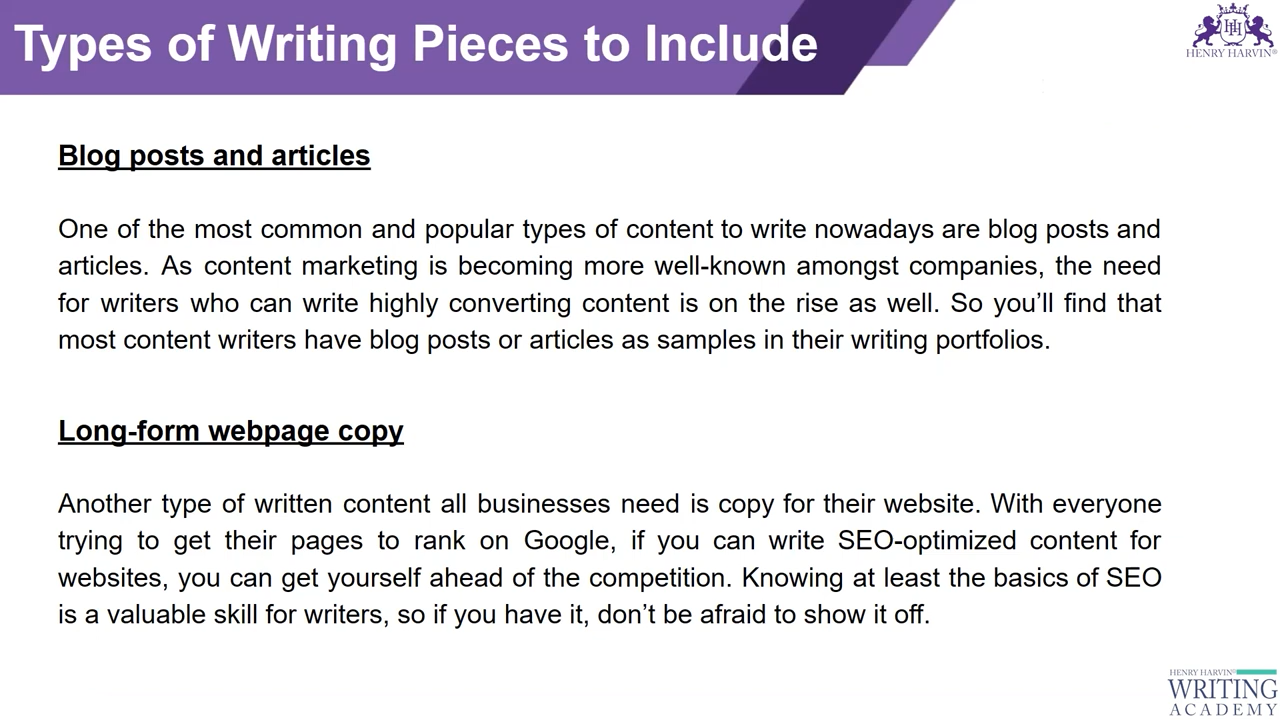 Types of Writing Pieces to Include
HENRY HARVIN®
Blog posts and articles
One of the most common and popular types of content to write nowadays are blog posts and
articles. As content marketing is becoming more well-known amongst companies, the need
for writers who can write highly converting content is on the rise as well. So you’ll find that
most content writers have blog posts or articles as samples in their writing portfolios.
Long-form webpage copy
Another type of written content all businesses need is copy for their website. With everyone
trying to get their pages to rank on Google, if you can write SEO-optimized content for
websites, you can get yourself ahead of the competition. Knowing at least the basics of SEO
is a valuable skill for writers, so if you have it, don’t be afraid to show it off.
HENRY HARVIN®
WRITING
ACADEMY